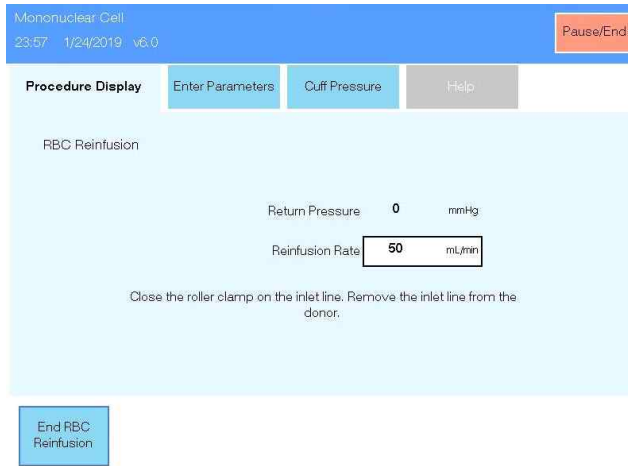 Mononuclear Cell
23:57 1/24/2019 v6.0
Pause/End
Procedure Display
Enter Parameters
Cuff Pressure
Help
RBC Reinfusion
Return Pressure 0 mmHg
Reinfusion Rate 50 mL/min
Close the roller clamp on the inlet line. Remove the inlet line from the
donor.
End RBC
Reinfusion